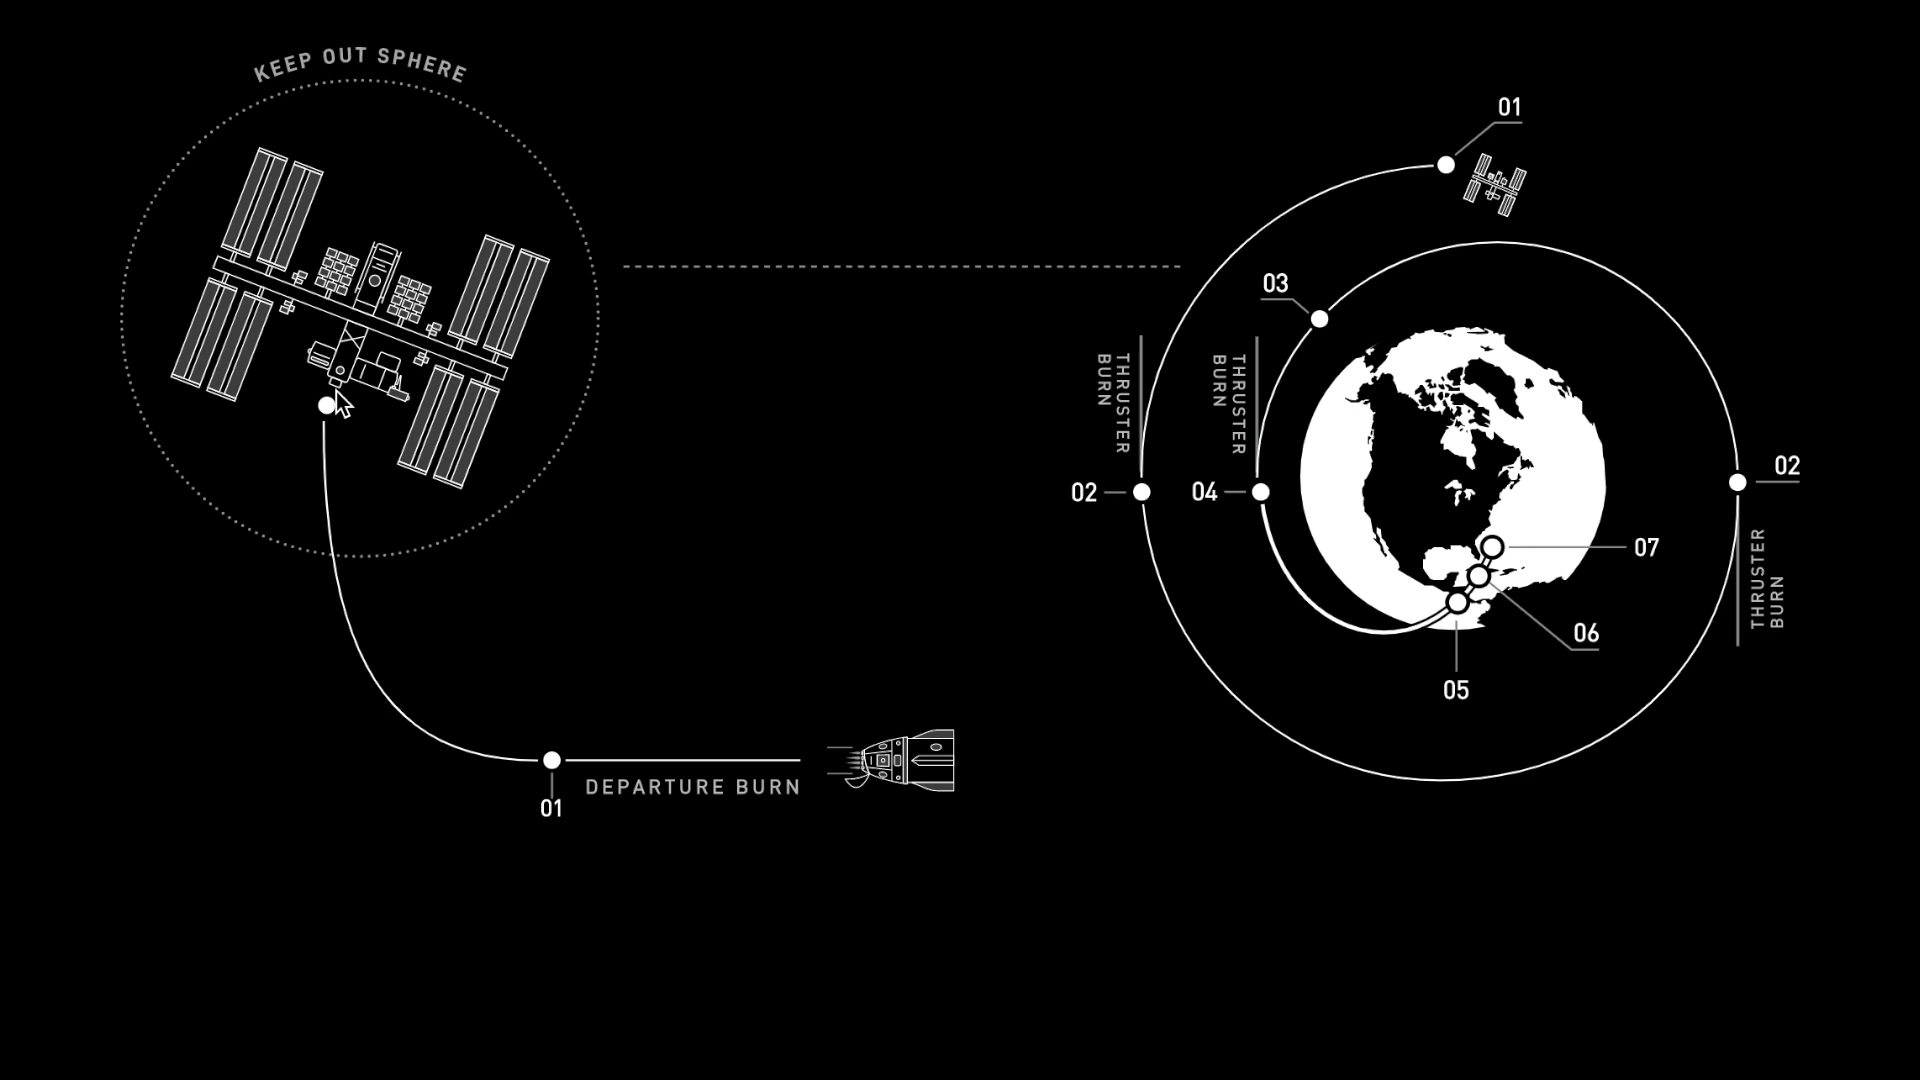 KEEP OUT SPHERE
01
DEPARTURE BURN
01
03
THRUSTER
BURN
THRUSTER
BURN
02
04
02
THRUSTER
BURN
07
06
05